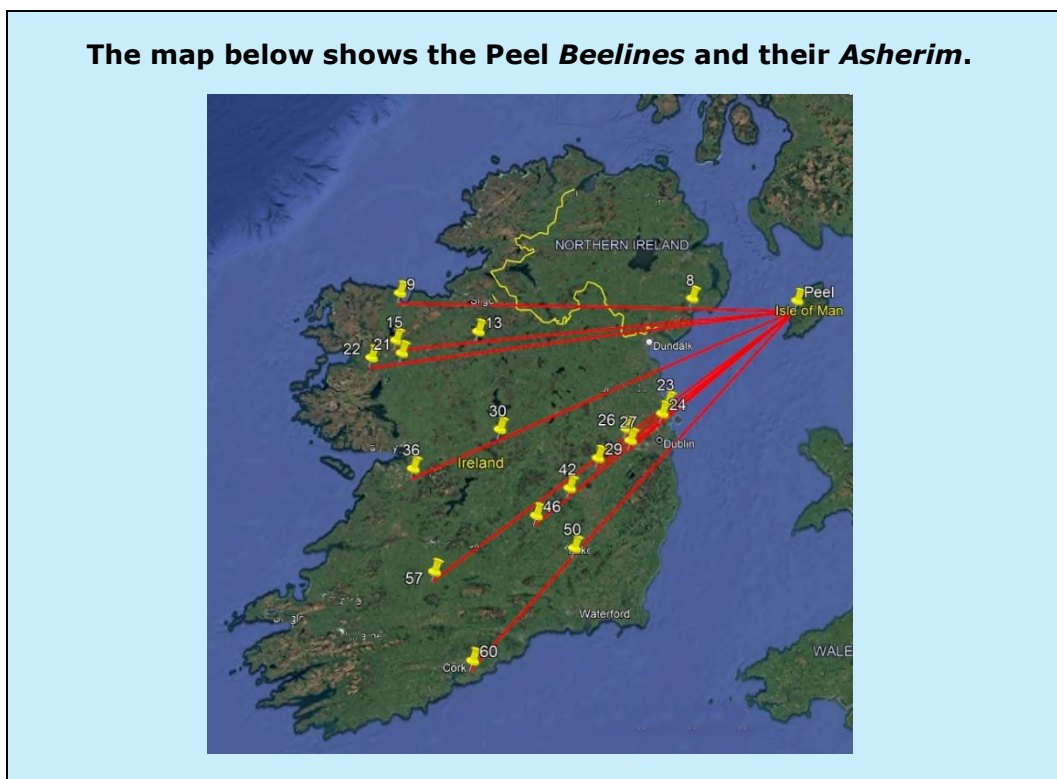 The map below shows the Peel Beelines and their Asherim.
NORTHERN IRELAND
9
8
Peel
Isle of Man
15
13
22
21
Dundalk
23
24
30
26
27
Dublin
36
29
Ireland
42
46
50
57
Waterford
60
Cork
WALE